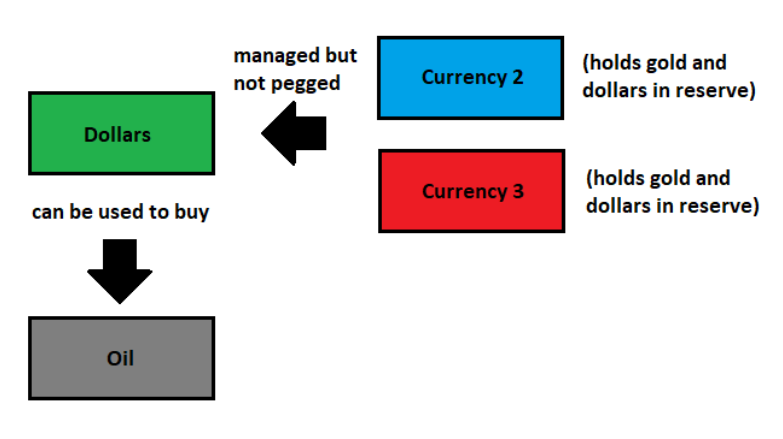 managed but
not pegged
Currency 2
(holds gold and
dollars in reserve)
Dollars
Currency 3
(holds gold and
dollars in reserve)
can be used to buy
Oil